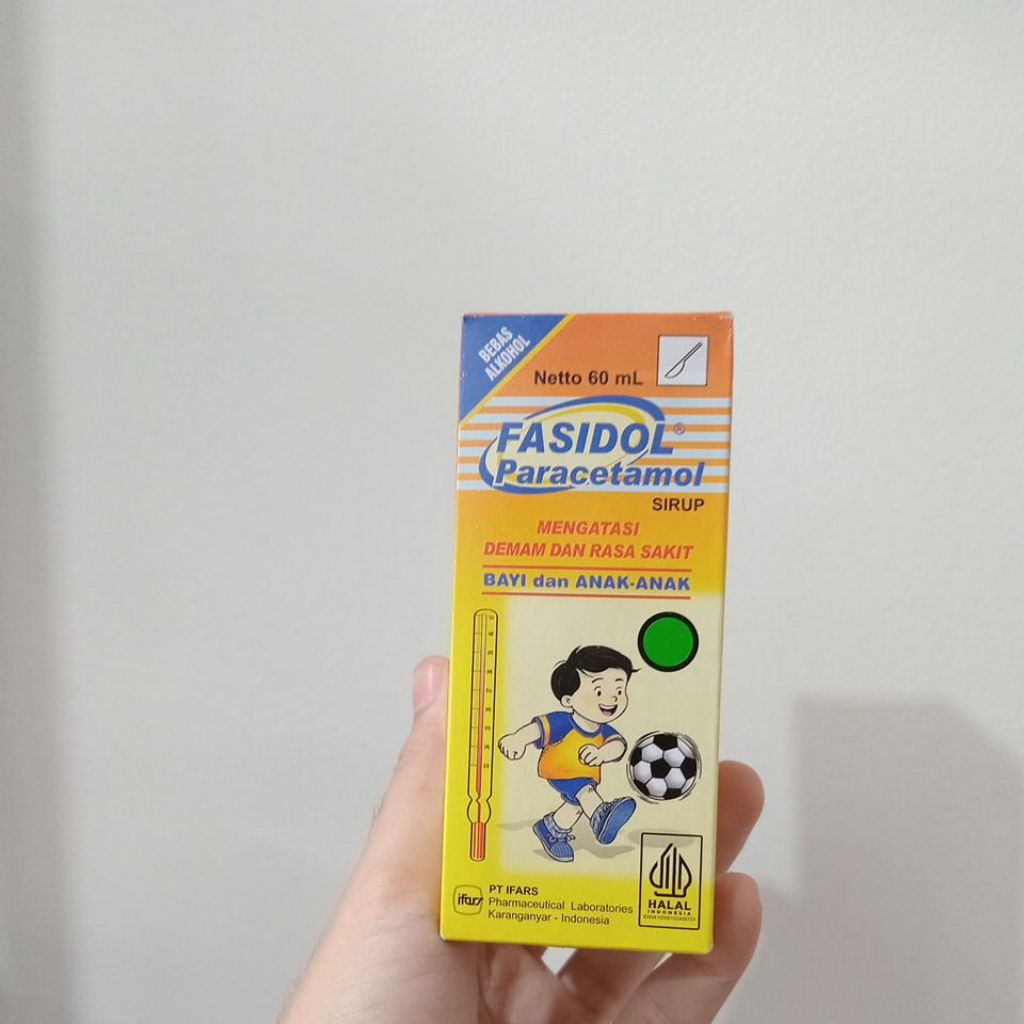 BEBAS
ALKOHOL
Netto 60 mL
FASIDOL®
Paracetamol
SIRUP
MENGATASI
DEMAM DAN RASA SAKIT
BAYI dan ANAK-ANAK
ifars
PT IFARS
Pharmaceutical Laboratories
Karanganyar - Indonesia
HALAL
INDONESIA